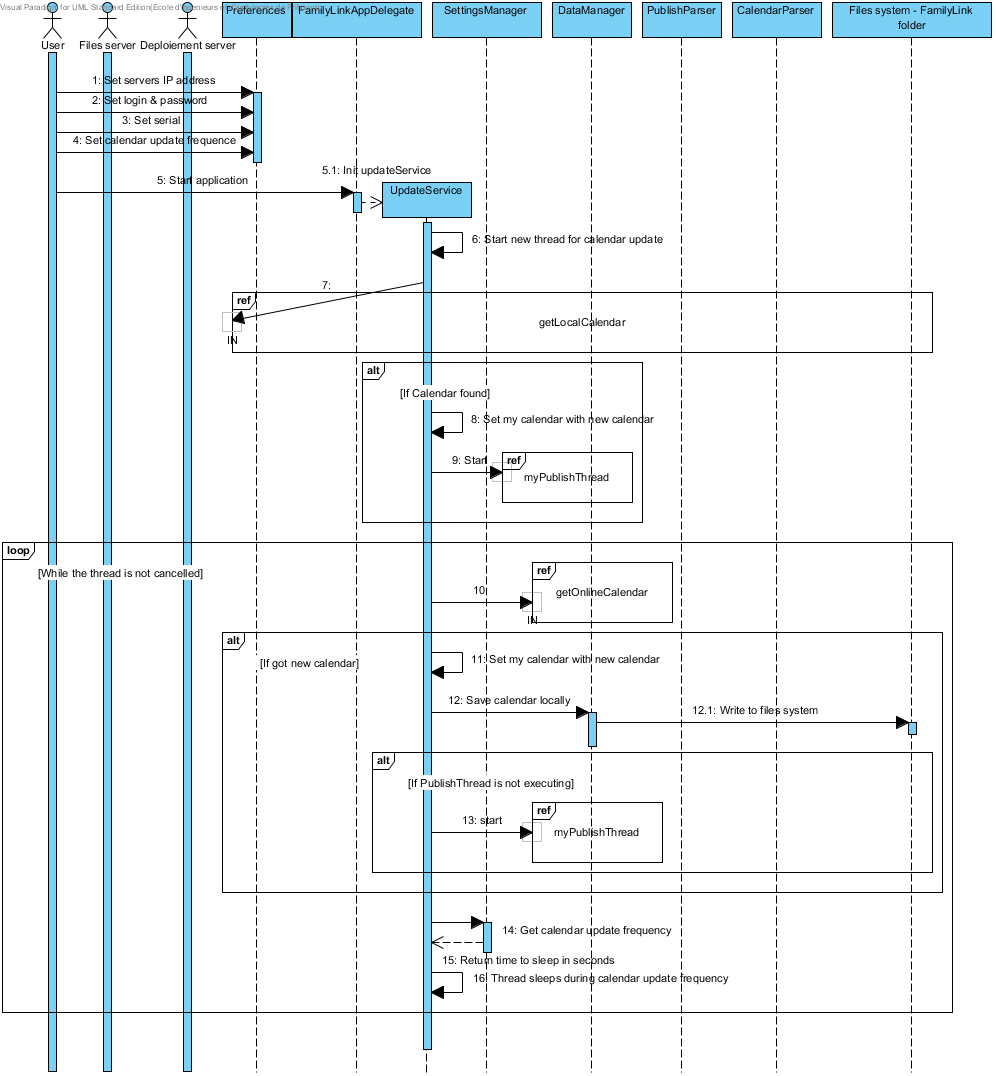 Visual Paradigm for UML Standard Edition(Ecole d'Ingenieurs
Preferences
FamilyLinkAppDelegate
SettingsManager
DataManager
PublishParser
CalendarParser
Files system - FamilyLink
folder
User
Files server
Deploiement server
1: Set servers IP address
2: Set login & password
3: Set serial
4: Set calendar update frequence
5: Start application
5.1: Init updateService
UpdateService
6: Start new thread for calendar update
7:
ref
getLocalCalendar
IN
alt
[If Calendar found]
8: Set my calendar with new calendar
9: Start
ref
myPublishThread
loop
[While the thread is not cancelled]
ref
getOnlineCalendar
10:
IN
alt
[If got new calendar]
11: Set my calendar with new calendar
12: Save calendar locally
12.1: Write to files system
alt
[If PublishThread is not executing]
ref
13: start
myPublishThread
14: Get calendar update frequency
15: Return time to sleep in seconds
16: Thread sleeps during calendar update frequency